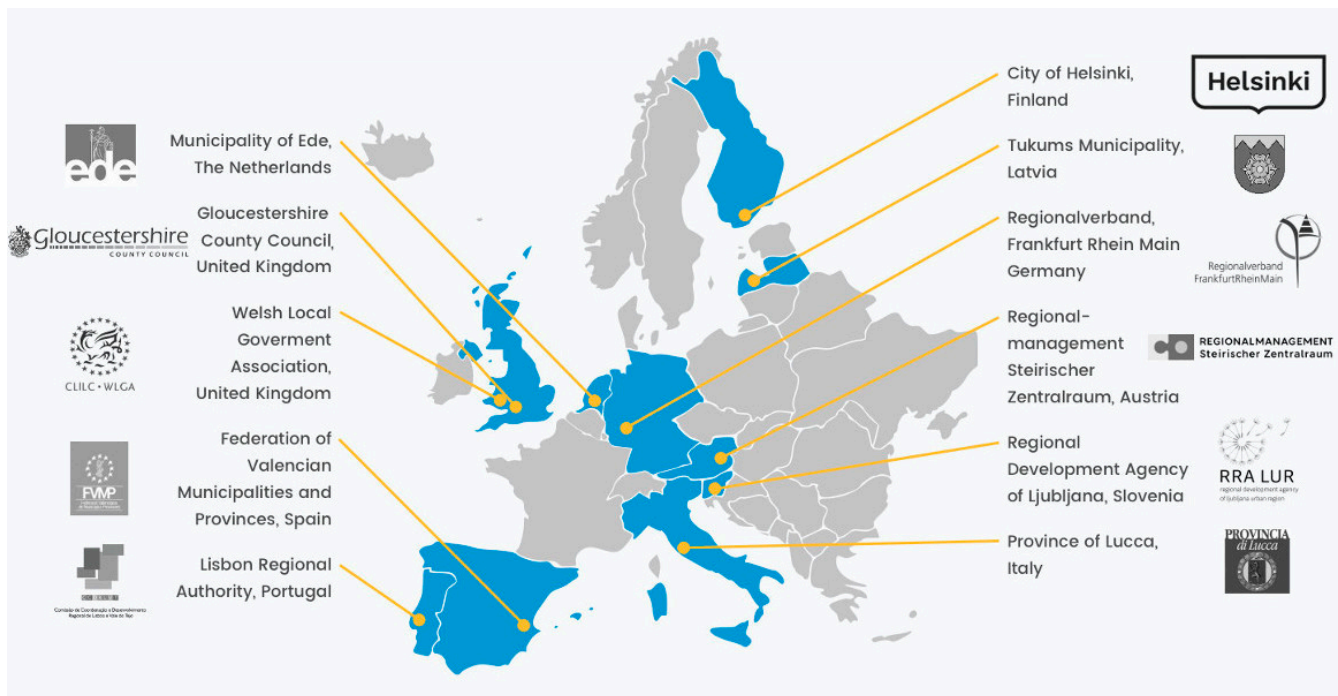 Municipality of Ede,
The Netherlands
ede
Gloucestershire
County Council,
United Kingdom
Gloucestershire
COUNTY COUNCIL
Welsh Local
Goverment
Association,
United Kingdom
CLILC • WLGA
Federation of
Valencian
Municipalities and
Provinces, Spain
FVMP
Lisbon Regional
Authority, Portugal
City of Helsinki,
Finland
Helsinki
Tukums Municipality,
Latvia
Regionalverband,
Frankfurt Rhein Main
Germany
Regionalverband
FrankfurtRheinMain
Regional-
management
Steirischer
Zentralraum, Austria
REGIONALMANAGEMENT
Steirischer Zentralraum
Regional
Development Agency
of Ljubljana, Slovenia
RRA LUR
regional development agency
of ljubljana urban region
Province of Lucca,
Italy
PROVINCIA
di Lucca